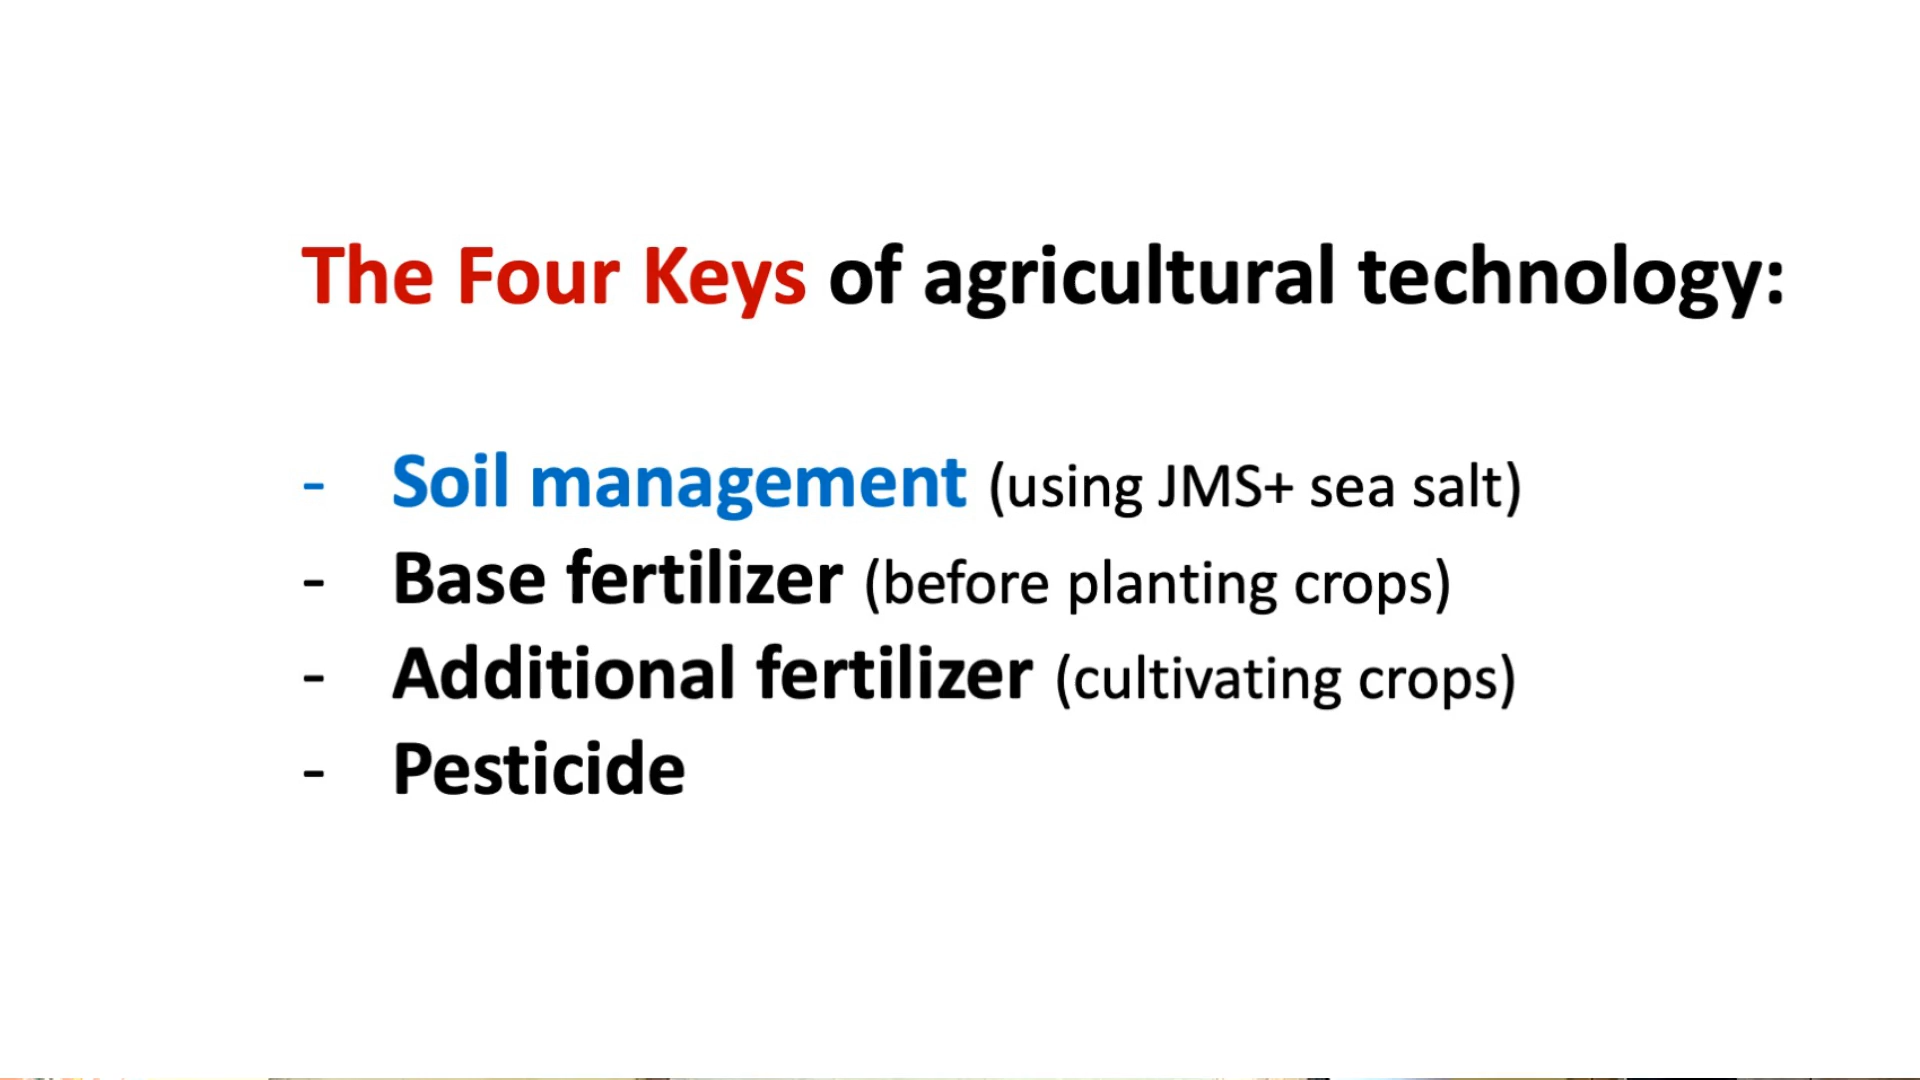 The Four Keys of agricultural technology:
- Soil management (using JMS+ sea salt)
- Base fertilizer (before planting crops)
- Additional fertilizer (cultivating crops)
- Pesticide